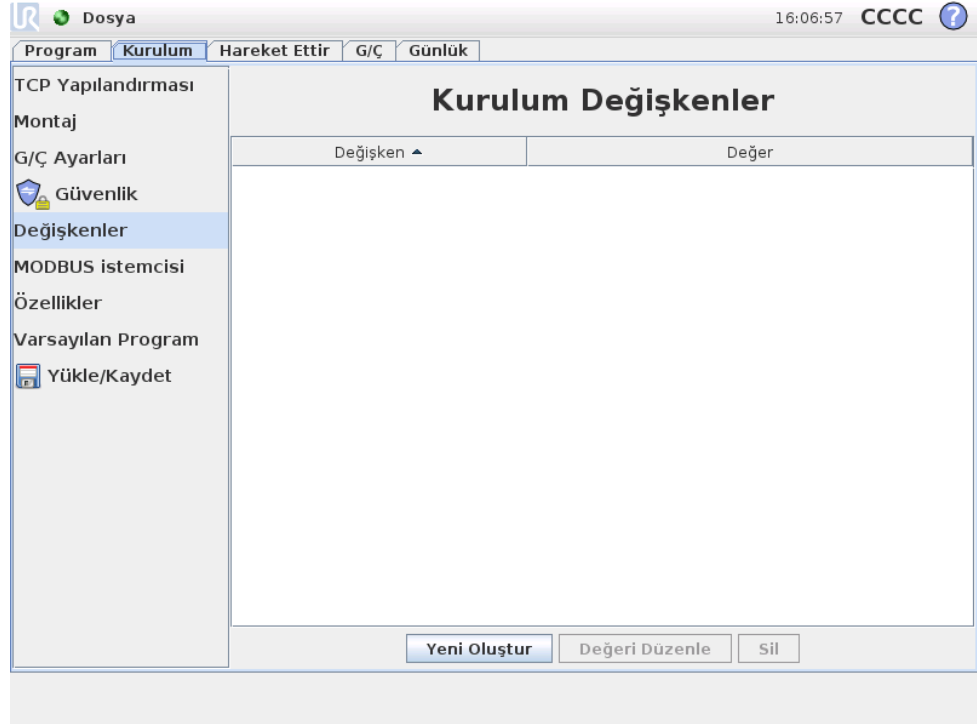 UR Dosya 16:06:57 CCCC ?
Program Kurulum Hareket Ettir G/Ç Günlük
TCP Yapılandırması
Montaj
G/Ç Ayarları
Güvenlik
Değişkenler
MODBUS istemcisi
Özellikler
Varsayılan Program
Yükle/Kaydet
Kurulum Değişkenler
Değişken Değer
Yeni Oluştur Değeri Düzenle Sil